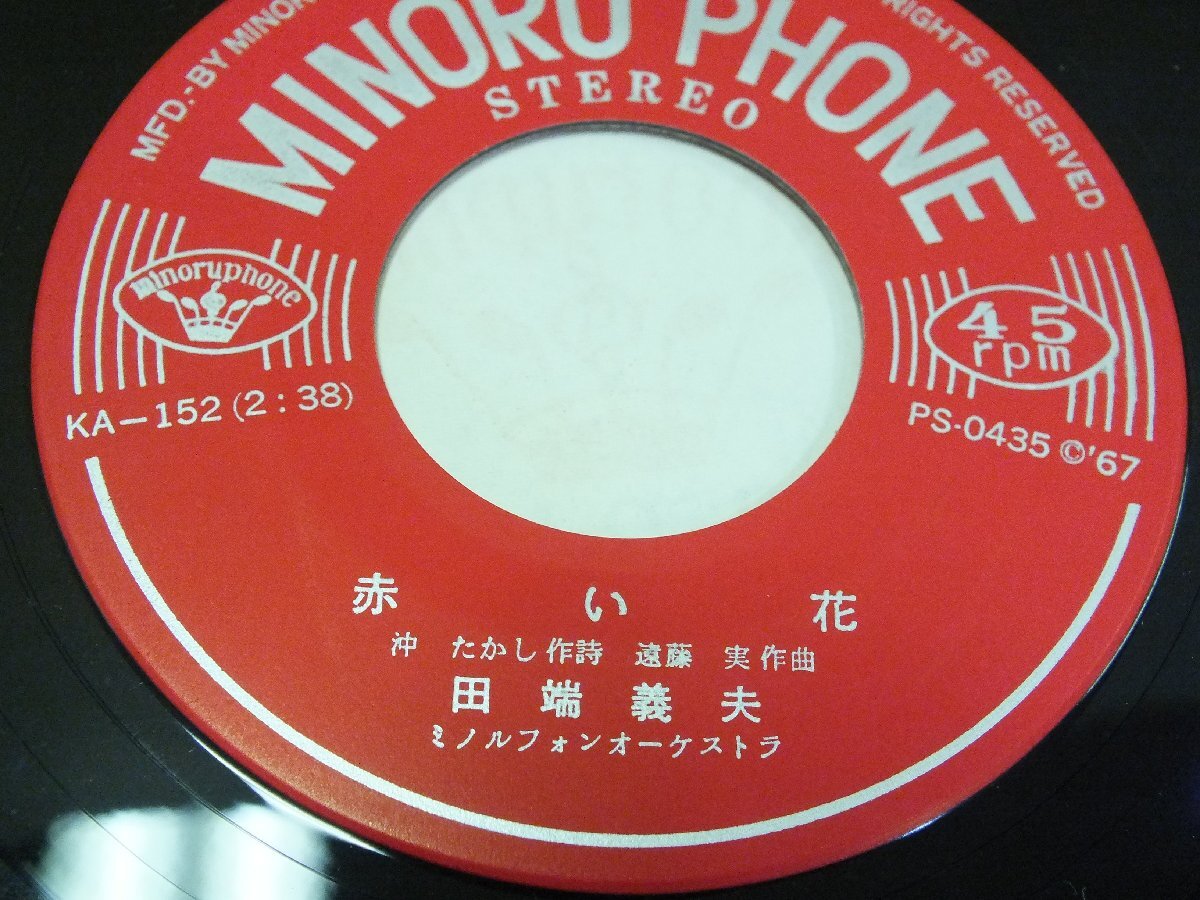 MFD.-BY MINOR
RIGHTS RESERVED
MINORU PHONE
STEREO
minoruphone
45
rpm
KA-152 (2:38)
PS-0435 ©'67
赤い花
沖 たかし作詩 遠藤 実作曲
田端義夫
ミノルフォンオーケストラ